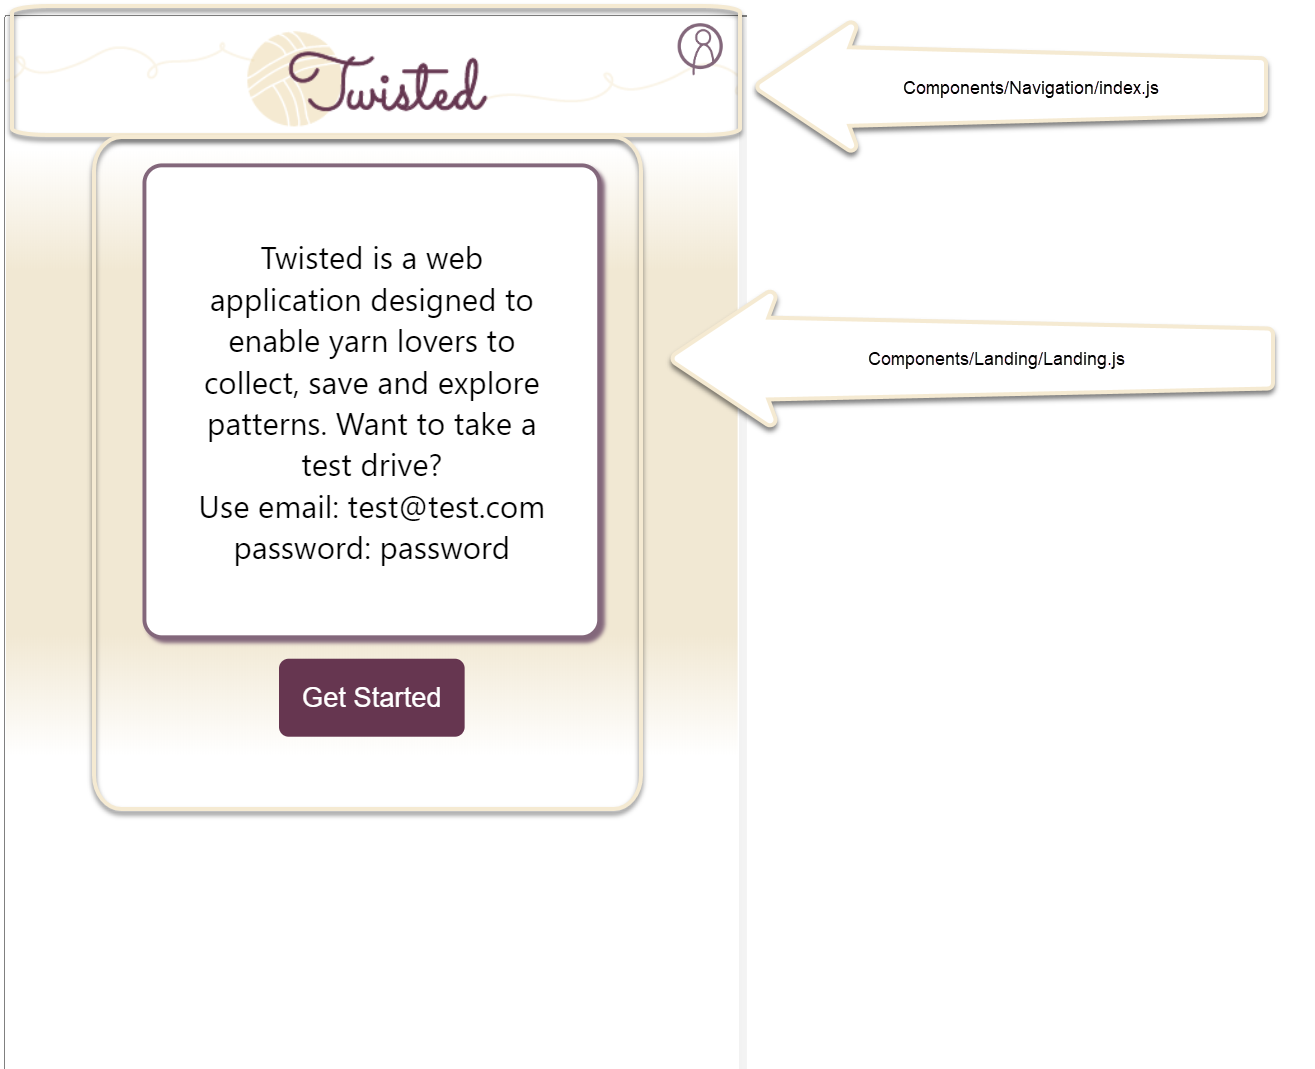 Twisted
Components/Navigation/index.js
Twisted is a web
application designed to
enable yarn lovers to
collect, save and explore
patterns. Want to take a
test drive?
Use email: test@test.com
password: password
Components/Landing/Landing.js
Get Started